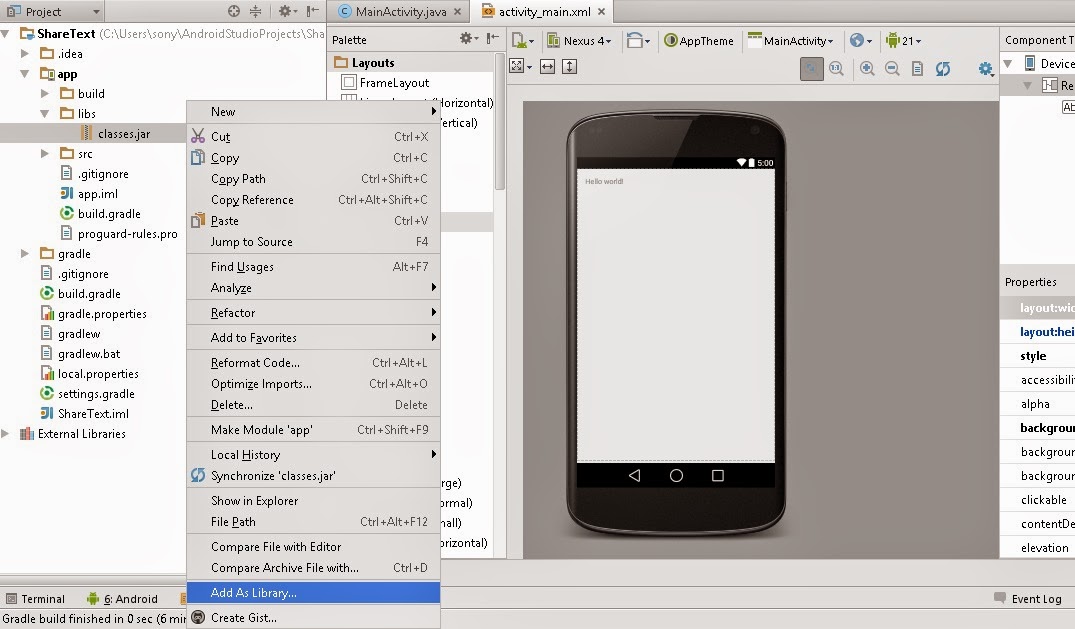 Project
MainActivity.java
activity_main.xml
ShareText (C:\Users\sony\AndroidStudioProjects\Sha
.idea
app
build
libs
classes.jar
src
.gitignore
app.iml
build.gradle
proguard-rules.pro
gradle
.gitignore
build.gradle
gradle.properties
gradlew
gradlew.bat
local.properties
settings.gradle
ShareText.iml
External Libraries
Palette
Layouts
FrameLayout
(Horizontal)
ertical)
rge)
ormal)
nall)
orizontal)
New
Cut Ctrl+X
Copy Ctrl+C
Copy Path Ctrl+Shift+C
Copy Reference Ctrl+Alt+Shift+C
Paste Ctrl+V
Jump to Source F4
Find Usages Alt+F7
Analyze
Refactor
Add to Favorites
Reformat Code... Ctrl+Alt+L
Optimize Imports... Ctrl+Alt+O
Delete... Delete
Make Module 'app' Ctrl+Shift+F9
Local History
Synchronize 'classes.jar'
Show in Explorer
File Path Ctrl+Alt+F12
Compare File with Editor
Compare Archive File with... Ctrl+D
Add As Library...
Create Gist...
Nexus 4
AppTheme
MainActivity
21
5:00
Hello world!
Component T
Device
Re
Ab
Properties
layout:wid
layout:hei
style
accessibili
alpha
backgroun
backgroun
backgroun
clickable
contentDe
elevation
Terminal
6: Android
Event Log
Gradle build finished in 0 sec (6 min